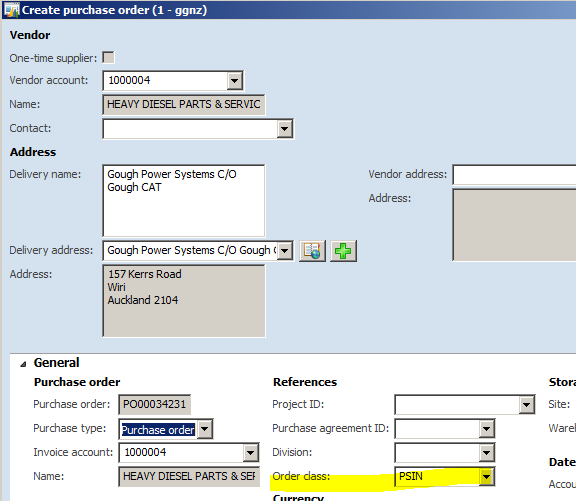 Create purchase order (1 - ggnz)
Vendor
One-time supplier:
Vendor account: 1000004
Name: HEAVY DIESEL PARTS & SERVIC
Contact:
Address
Delivery name: Gough Power Systems C/O
Gough CAT
Vendor address:
Address:
Delivery address: Gough Power Systems C/O Gough
Address: 157 Kerrs Road
Wiri
Auckland 2104
General
Purchase order References Stora
Purchase order: PO00034231 Project ID: Site:
Purchase type: Purchase order Purchase agreement ID: Wareh
Invoice account: 1000004 Division:
Date
Name: HEAVY DIESEL PARTS & SEF Order class: PSIN Accou
Currency